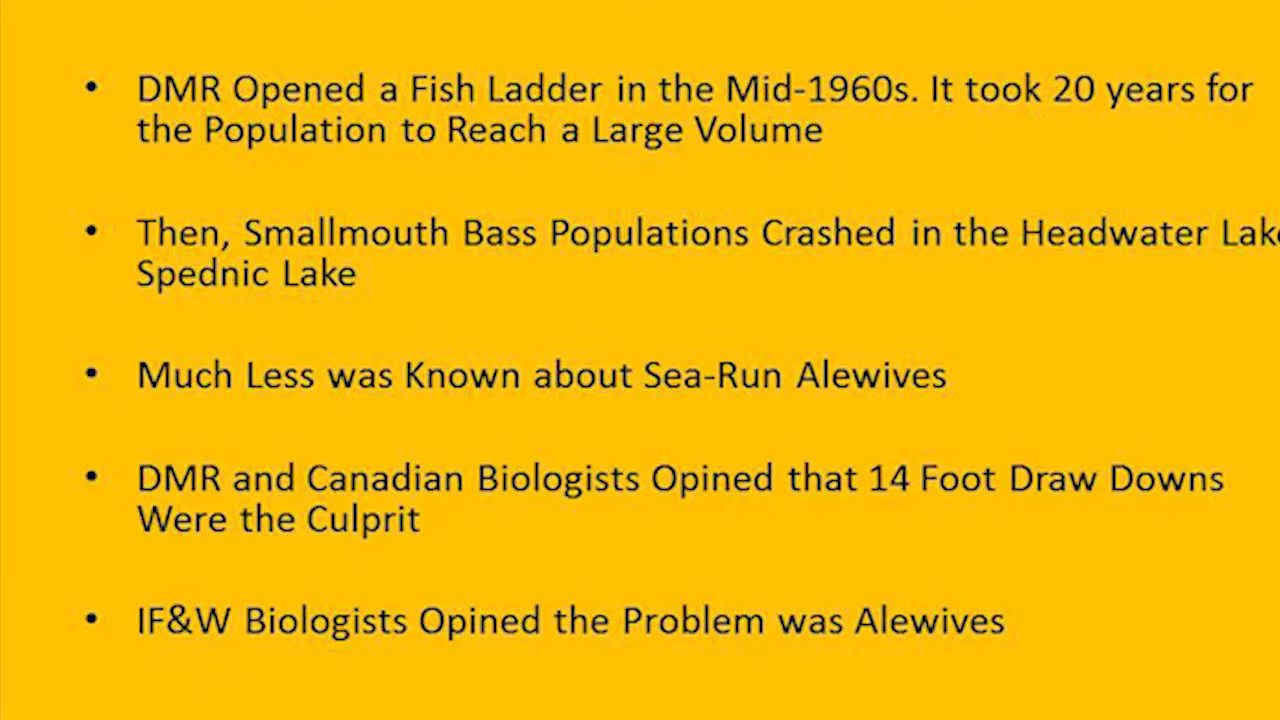 • DMR Opened a Fish Ladder in the Mid-1960s. It took 20 years for
the Population to Reach a Large Volume
• Then, Smallmouth Bass Populations Crashed in the Headwater Lake
Spednic Lake
• Much Less was Known about Sea-Run Alewives
• DMR and Canadian Biologists Opined that 14 Foot Draw Downs
Were the Culprit
• IF&W Biologists Opined the Problem was Alewives